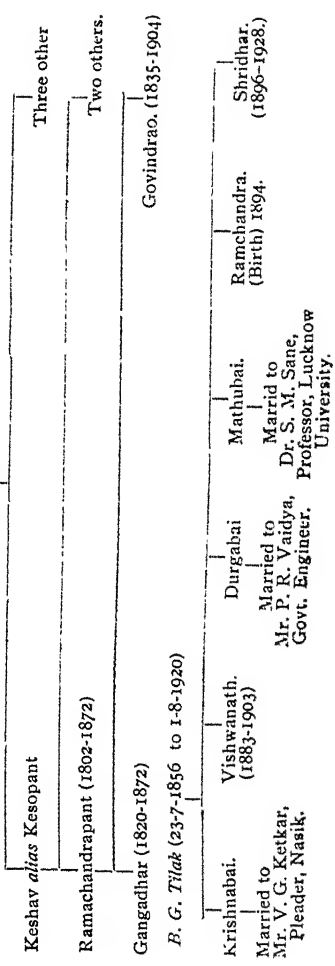 Keshav alias Kesopant
Three other
Ramachandrapant (1802-1872)
Two others.
Gangadhar (1820-1872)
Govindrao. (1835-1904)
B. G. Tilak (23-7-1856 to 1-8-1920)
Krishnabai.
Married to
Mr. V. G. Ketkar,
Pleader, Nasik.
Vishwanath.
(1883-1903)
Durgabai
Married to
Mr. P. R. Vaidya,
Govt. Engineer.
Mathubai.
Marrid to
Dr. S. M. Sane,
Professor, Lucknow
University.
Ramchandra.
(Birth) 1894.
Shridhar.
(1896-1928.)